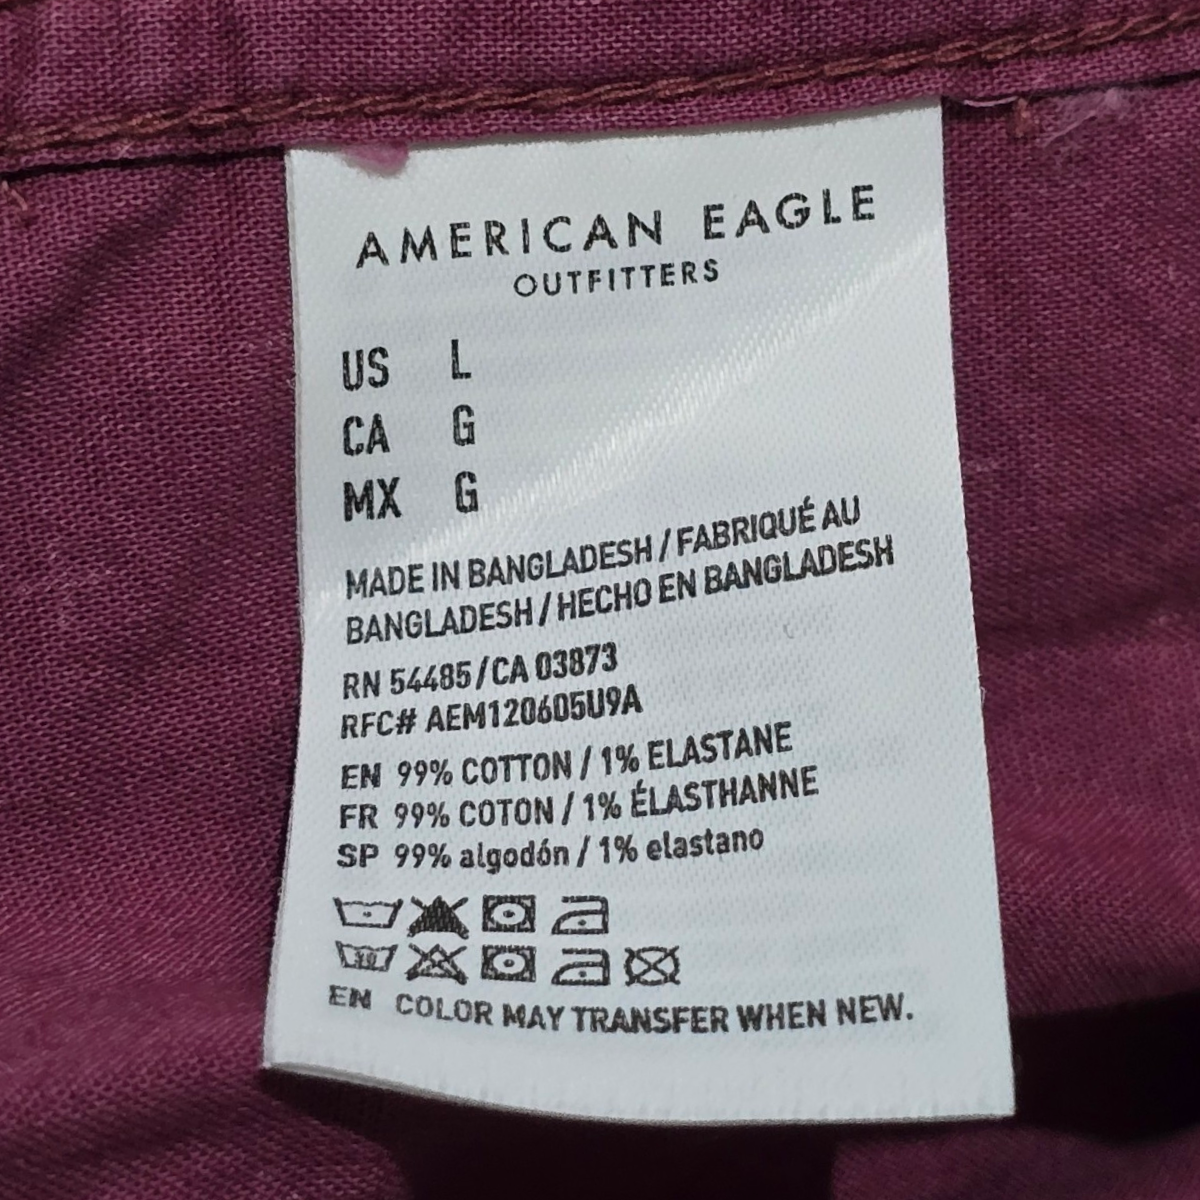 AMERICAN EAGLE
OUTFITTERS
US L
CA G
MX G
MADE IN BANGLADESH / FABRIQUÉ AU
BANGLADESH / HECHO EN BANGLADESH
RN 54485 / CA 03873
RFC# AEM120605U9A
EN 99% COTTON / 1% ELASTANE
FR 99% COTON / 1% ÉLASTHANNE
SP 99% algodón / 1% elastano
30
EN COLOR MAY TRANSFER WHEN NEW.